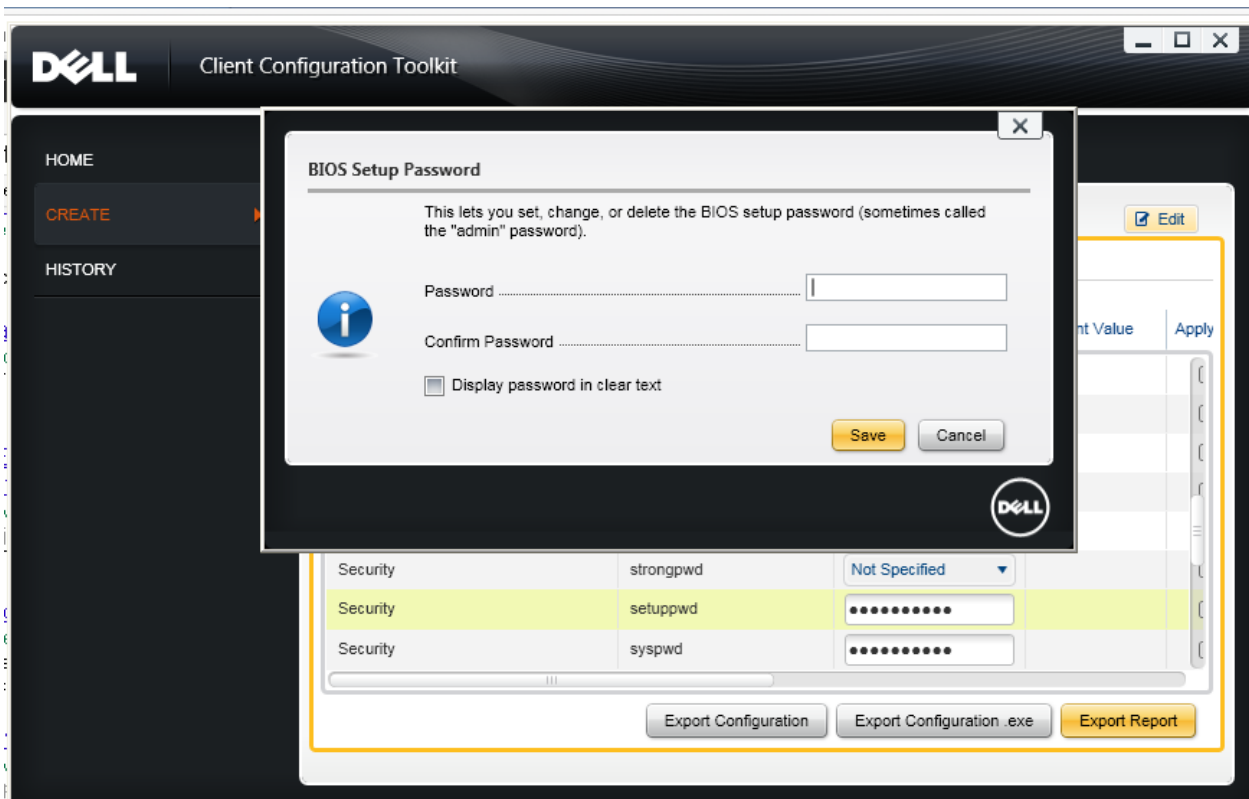 DELL
Client Configuration Toolkit
HOME
CREATE
HISTORY
BIOS Setup Password
This lets you set, change, or delete the BIOS setup password (sometimes called
the "admin" password).
Password
Confirm Password
Display password in clear text
Save
Cancel
DELL
Edit
Value
Apply
Security
strongpwd
Not Specified
Security
setuppwd
••••••••••
Security
syspwd
••••••••••
Export Configuration
Export Configuration .exe
Export Report